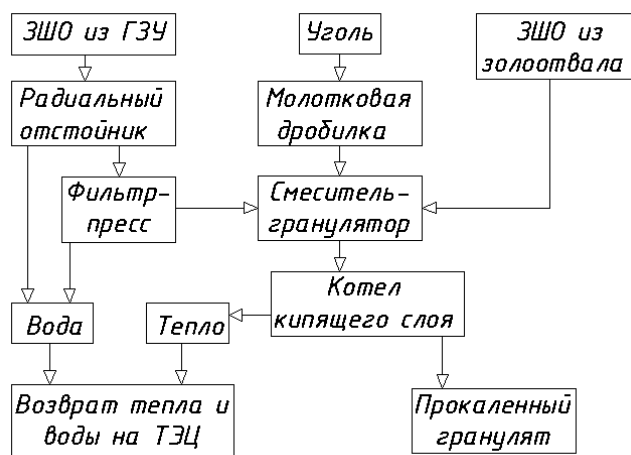 ЗШО из ГЗУ
Уголь
ЗШО из
золоотвала
Радиальный
отстойник
Молотковая
дробилка
Фильтр-
пресс
Смеситель-
гранулятор
Котел
кипящего слоя
Вода
Тепло
Возврат тепла и
воды на ТЭЦ
Прокаленный
гранулят